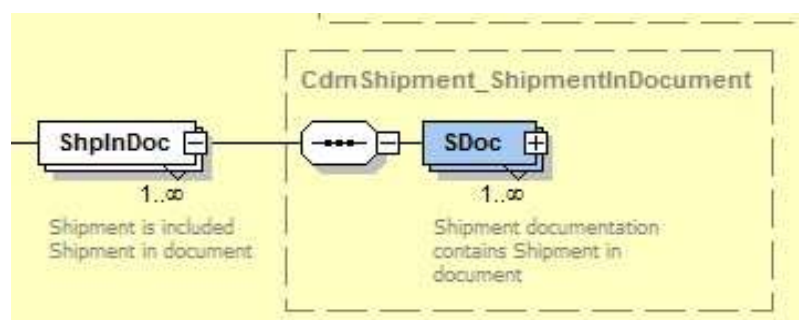 CdmShipment_ShipmentInDocument
ShpInDoc
SDoc
1..∞
1..∞
Shipment is included
Shipment in document
Shipment documentation
contains Shipment in
document